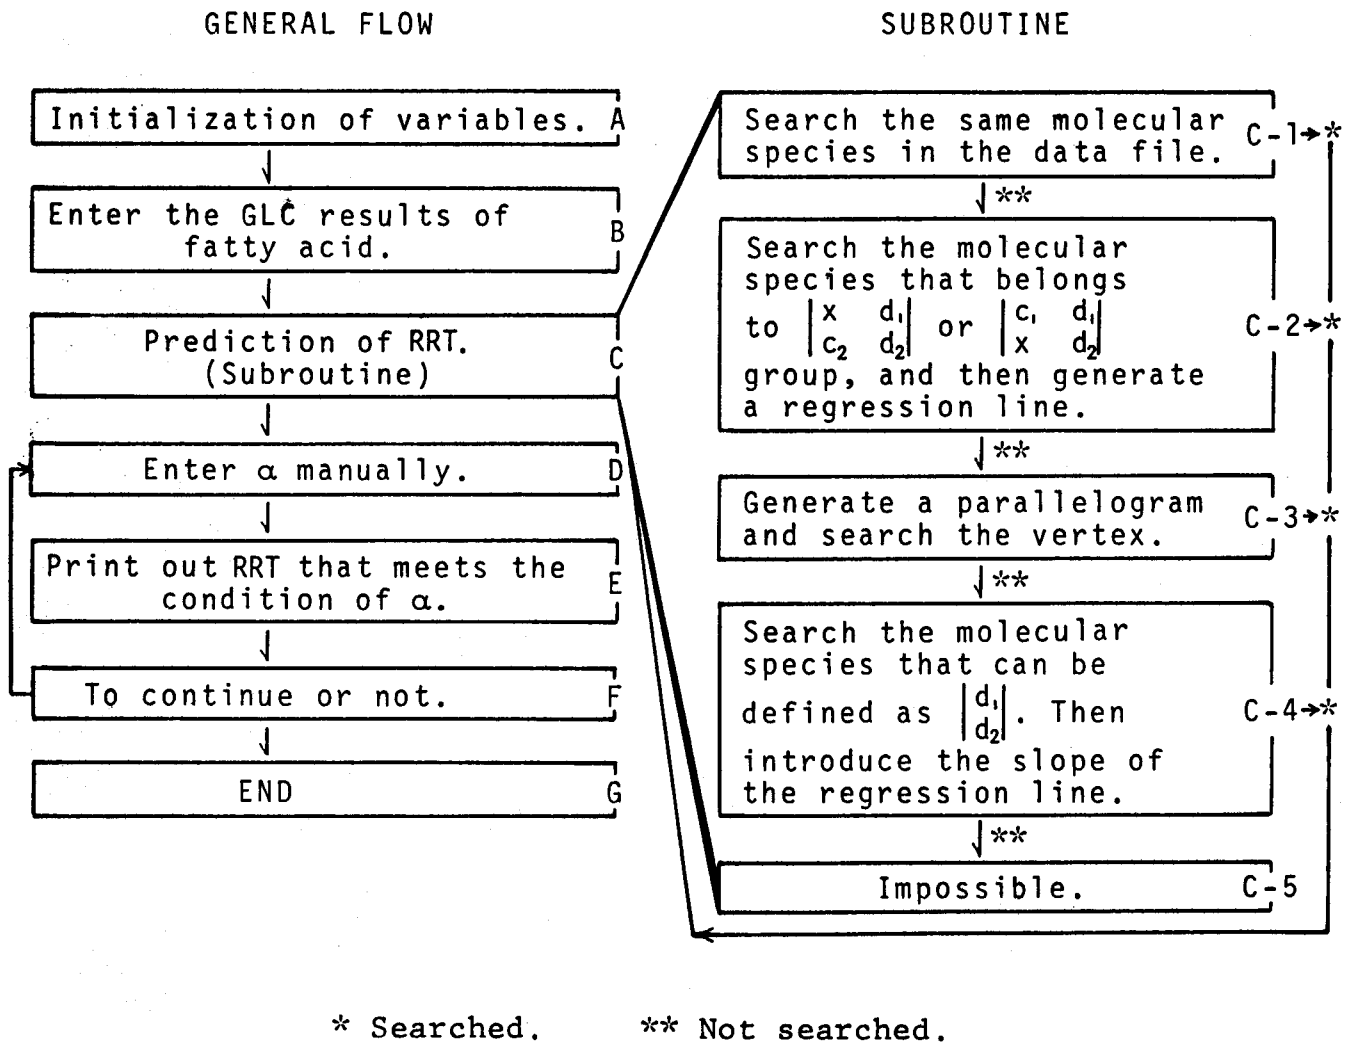 GENERAL FLOW
Initialization of variables. A
Enter the GLC results of
fatty acid.
B
Prediction of RRT.
(Subroutine)
C
Enter α manually. D
Print out RRT that meets the
condition of α.
E
To continue or not. F
END G
SUBROUTINE
Search the same molecular
species in the data file.
C-1→*
**
Search the molecular
species that belongs
to |x d₁ / c₂ d₂| or |c₁ d₁ / x d₂|
group, and then generate
a regression line.
C-2→*
**
Generate a parallelogram
and search the vertex.
C-3→*
**
Search the molecular
species that can be
defined as |d₁ / d₂|. Then
introduce the slope of
the regression line.
C-4→*
**
Impossible. C-5
* Searched. ** Not searched.